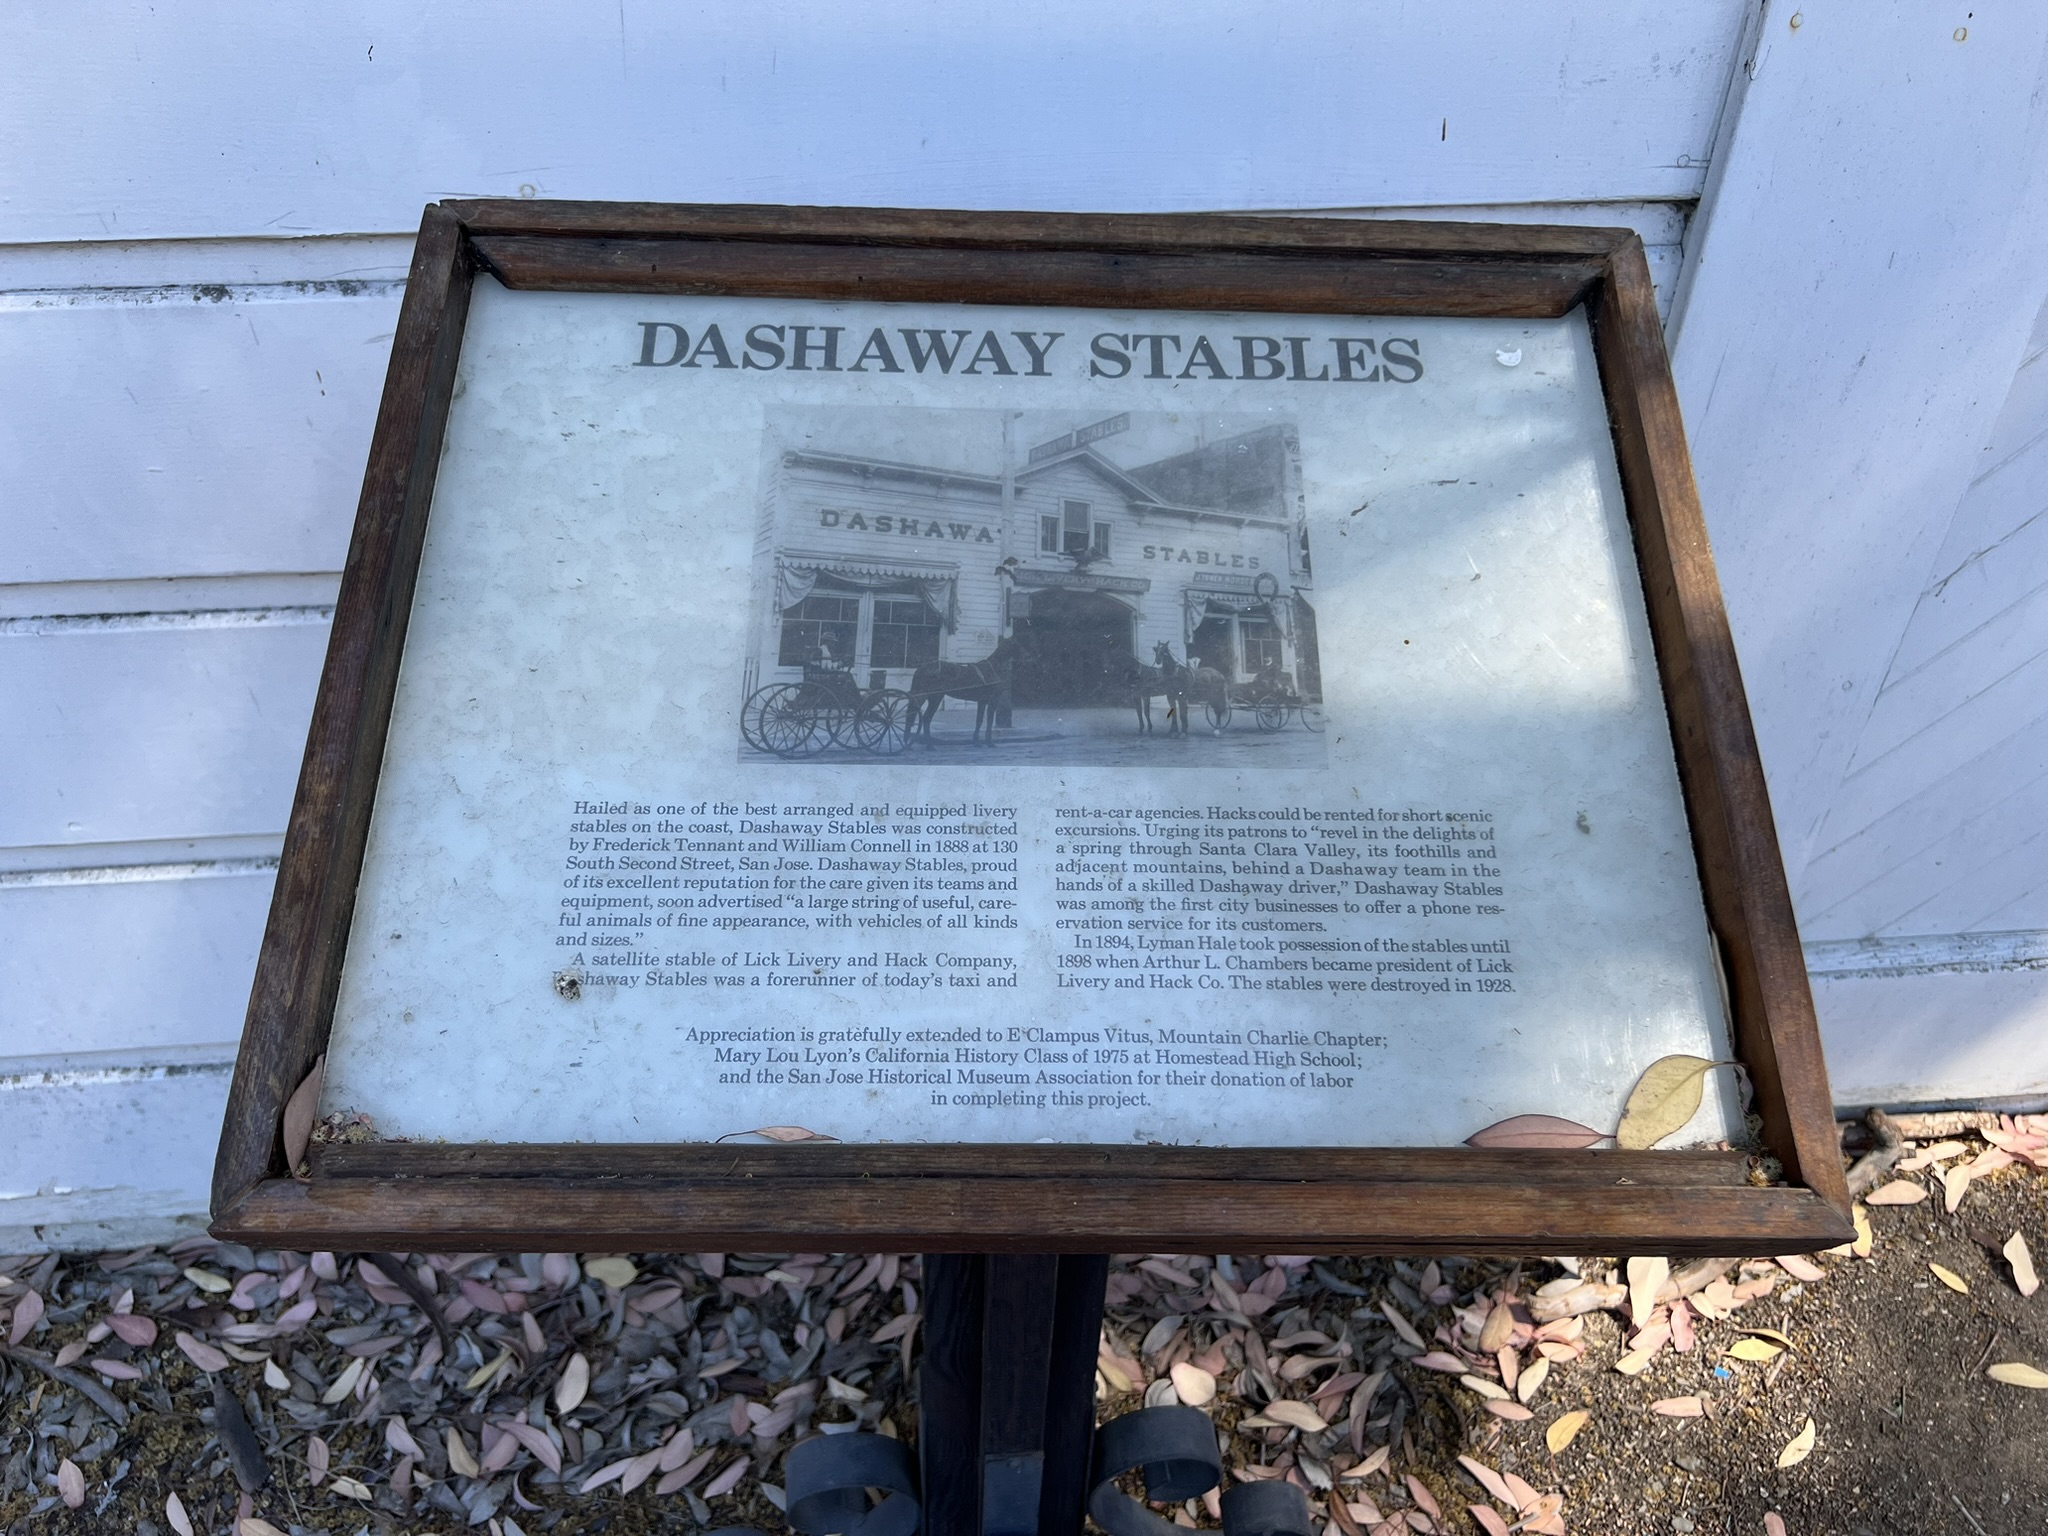 DASHAWAY STABLES
STABLES
DASHAWA
STABLES
LIVERY HACK CO
Hailed as one of the best arranged and equipped livery
stables on the coast, Dashaway Stables was constructed
by Frederick Tennant and William Connell in 1888 at 130
South Second Street, San Jose. Dashaway Stables, proud
of its excellent reputation for the care given its teams and
equipment, soon advertised “a large string of useful, care-
ful animals of fine appearance, with vehicles of all kinds
and sizes.”
A satellite stable of Lick Livery and Hack Company,
shaway Stables was a forerunner of today's taxi and
rent-a-car agencies. Hacks could be rented for short scenic
excursions. Urging its patrons to “revel in the delights of
a spring through Santa Clara Valley, its foothills and
adjacent mountains, behind a Dashaway team in the
hands of a skilled Dashaway driver,” Dashaway Stables
was among the first city businesses to offer a phone res-
ervation service for its customers.
In 1894, Lyman Hale took possession of the stables until
1898 when Arthur L. Chambers became president of Lick
Livery and Hack Co. The stables were destroyed in 1928.
Appreciation is gratefully extended to E Clampus Vitus, Mountain Charlie Chapter;
Mary Lou Lyon's California History Class of 1975 at Homestead High School;
and the San Jose Historical Museum Association for their donation of labor
in completing this project.